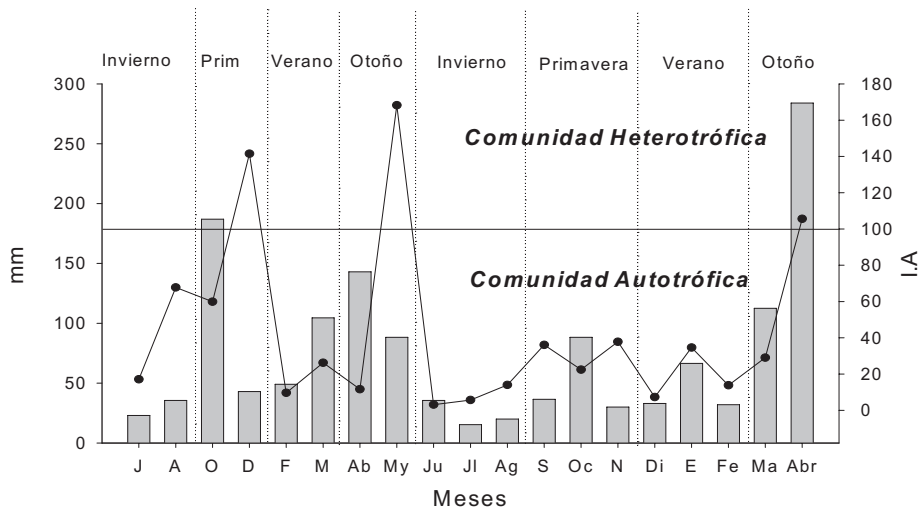 Invierno Prim Verano Otoño Invierno Primavera Verano Otoño
300 180
160
250 Comunidad Heterotrófica
140
120
200
100
mm 150 Comunidad Autotrófica 80 I.A
60
100
40
50 20
0
0
J A O D F M Ab My Ju Jl Ag S Oc N Di E Fe Ma Abr
Meses